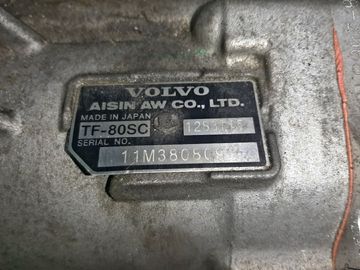 VOLVO
AISIN AW CO., LTD.
MADE IN JAPAN
TF-80SC
SERIAL NO.